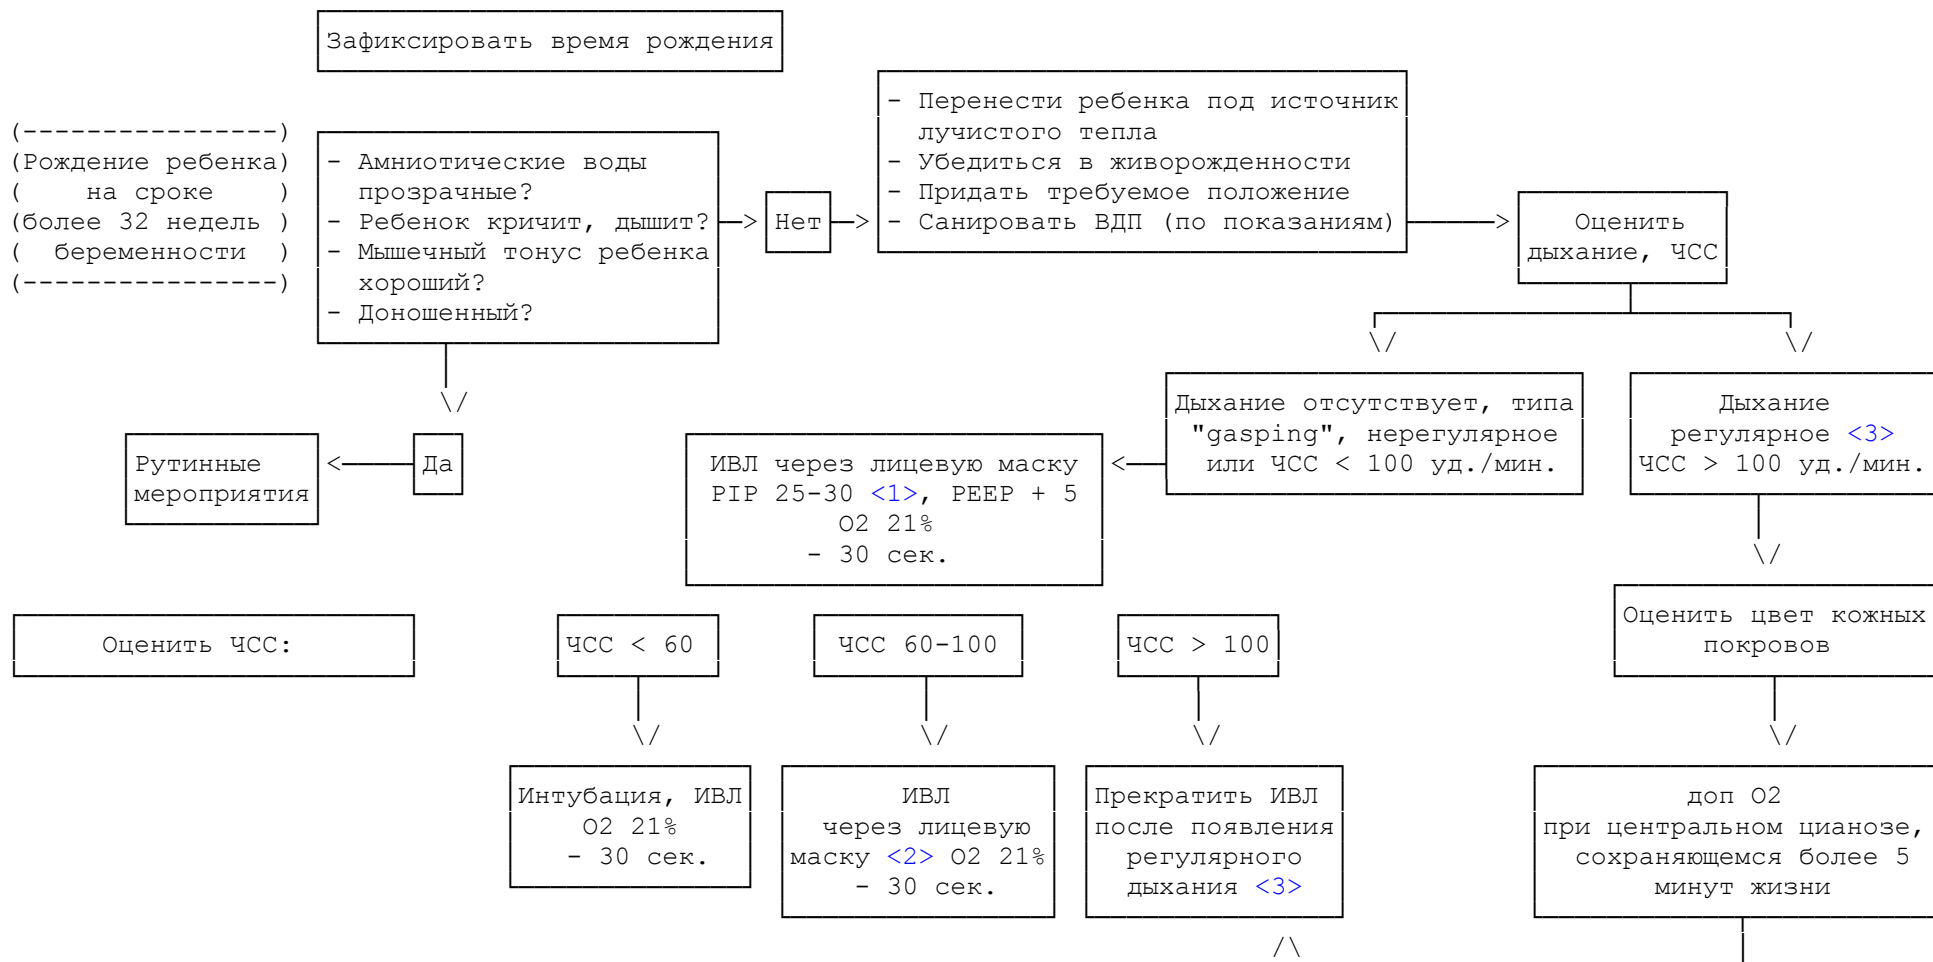 Зафиксировать время рождения
(----------------)
(Рождение ребенка)
( на сроке )
(более 32 недель )
( беременности )
(----------------)
- Амниотические воды
прозрачные?
- Ребенок кричит, дышит?
- Мышечный тонус ребенка
хороший?
- Доношенный?
Нет
- Перенести ребенка под источник
лучистого тепла
- Убедиться в живорожденности
- Придать требуемое положение
- Санировать ВДП (по показаниям)
Оценить
дыхание, ЧСС
Да
Рутинные
мероприятия
Дыхание отсутствует, типа
"gasping", нерегулярное
или ЧСС < 100 уд./мин.
Дыхание
регулярное <3>
ЧСС > 100 уд./мин.
ИВЛ через лицевую маску
PIP 25-30 <1>, PEEP + 5
O2 21%
- 30 сек.
Оценить ЧСС:
ЧСС < 60
ЧСС 60-100
ЧСС > 100
Оценить цвет кожных
покровов
Интубация, ИВЛ
O2 21%
- 30 сек.
ИВЛ
через лицевую
маску <2> O2 21%
- 30 сек.
Прекратить ИВЛ
после появления
регулярного
дыхания <3>
доп O2
при центральном цианозе,
сохраняющемся более 5
минут жизни